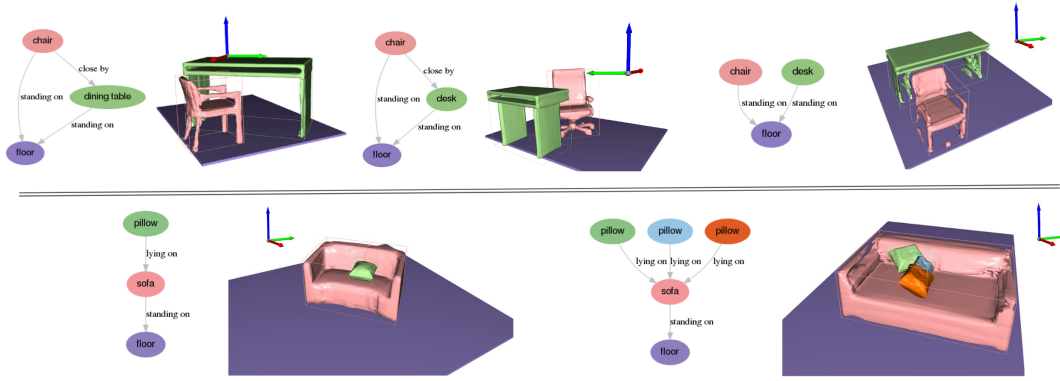 chair
close by
standing on
dining table
standing on
floor
chair
close by
standing on
desk
standing on
floor
chair
desk
standing on
standing on
floor
pillow
lying on
sofa
standing on
floor
pillow
pillow
pillow
lying on
lying on
lying on
sofa
standing on
floor